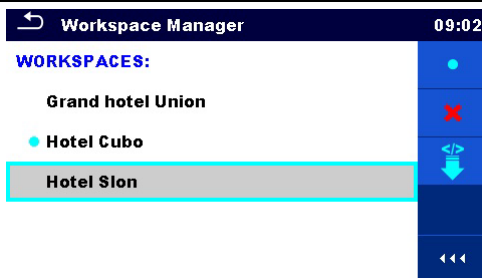 Workspace Manager 09:02
WORKSPACES:
Grand hotel Union
Hotel Cubo
Hotel Slon